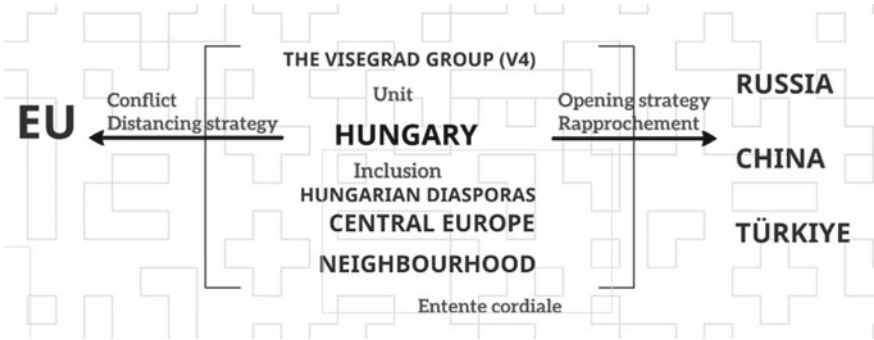 THE VISEGRAD GROUP (V4)
Unit
HUNGARY
Inclusion
HUNGARIAN DIASPORAS
CENTRAL EUROPE
NEIGHBOURHOOD
Entente cordiale
EU
Conflict
Distancing strategy
Opening strategy
Rapprochement
RUSSIA
CHINA
TÜRKIYE